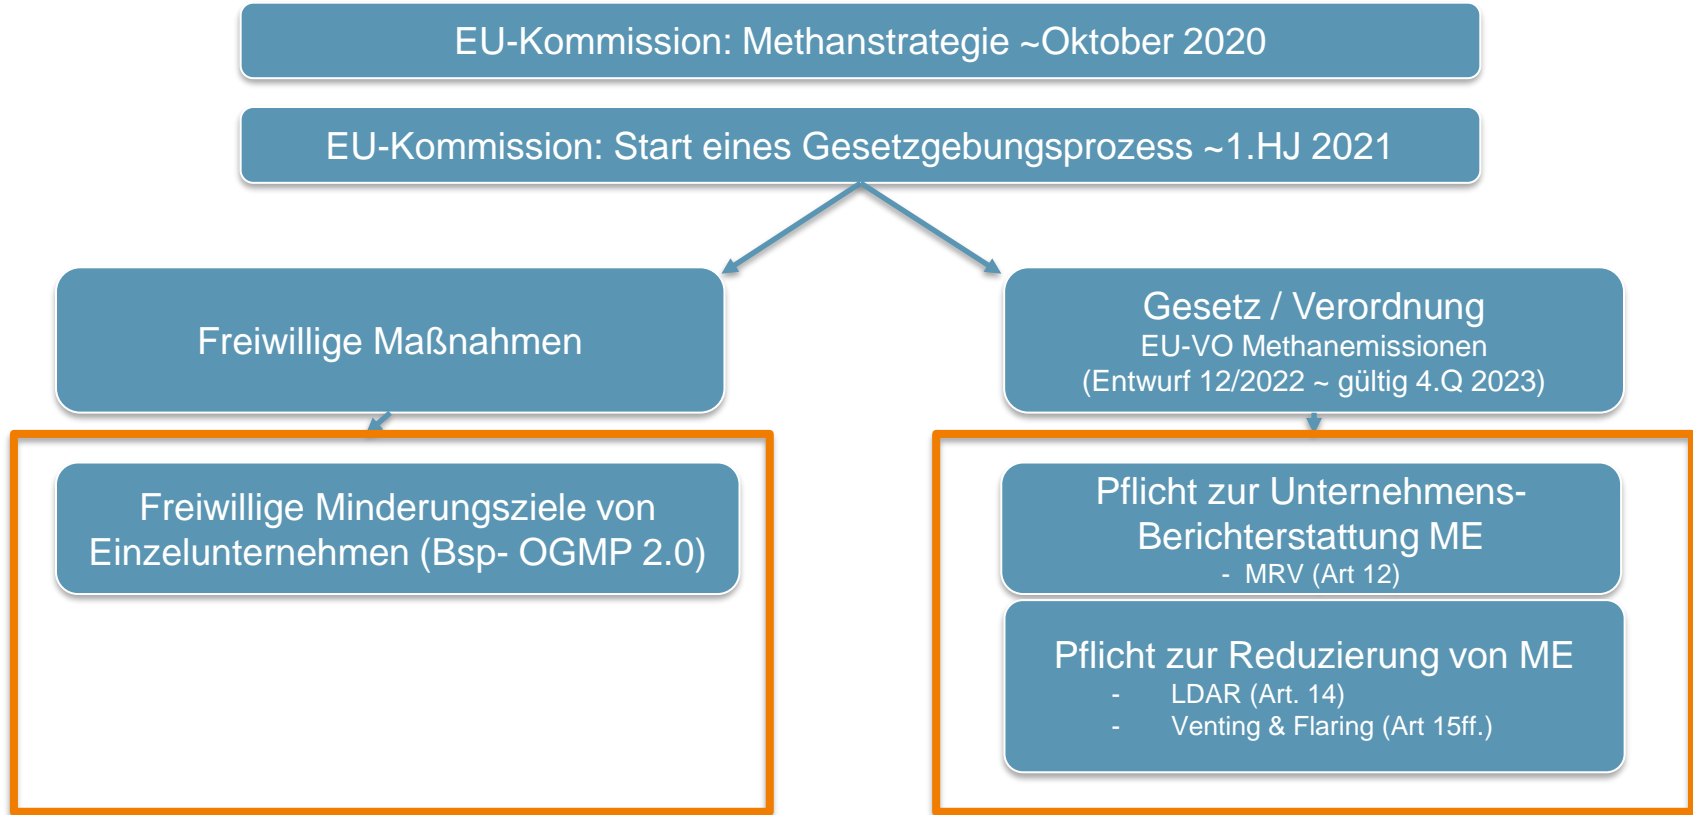 EU-Kommission: Methanstrategie ~Oktober 2020
EU-Kommission: Start eines Gesetzgebungsprozess ~1.HJ 2021
Freiwillige Maßnahmen
Gesetz / Verordnung
EU-VO Methanemissionen
(Entwurf 12/2022 ~ gültig 4.Q 2023)
Freiwillige Minderungsziele von
Einzelunternehmen (Bsp- OGMP 2.0)
Pflicht zur Unternehmens-
Berichterstattung ME
- MRV (Art 12)
Pflicht zur Reduzierung von ME
- LDAR (Art. 14)
- Venting & Flaring (Art 15ff.)